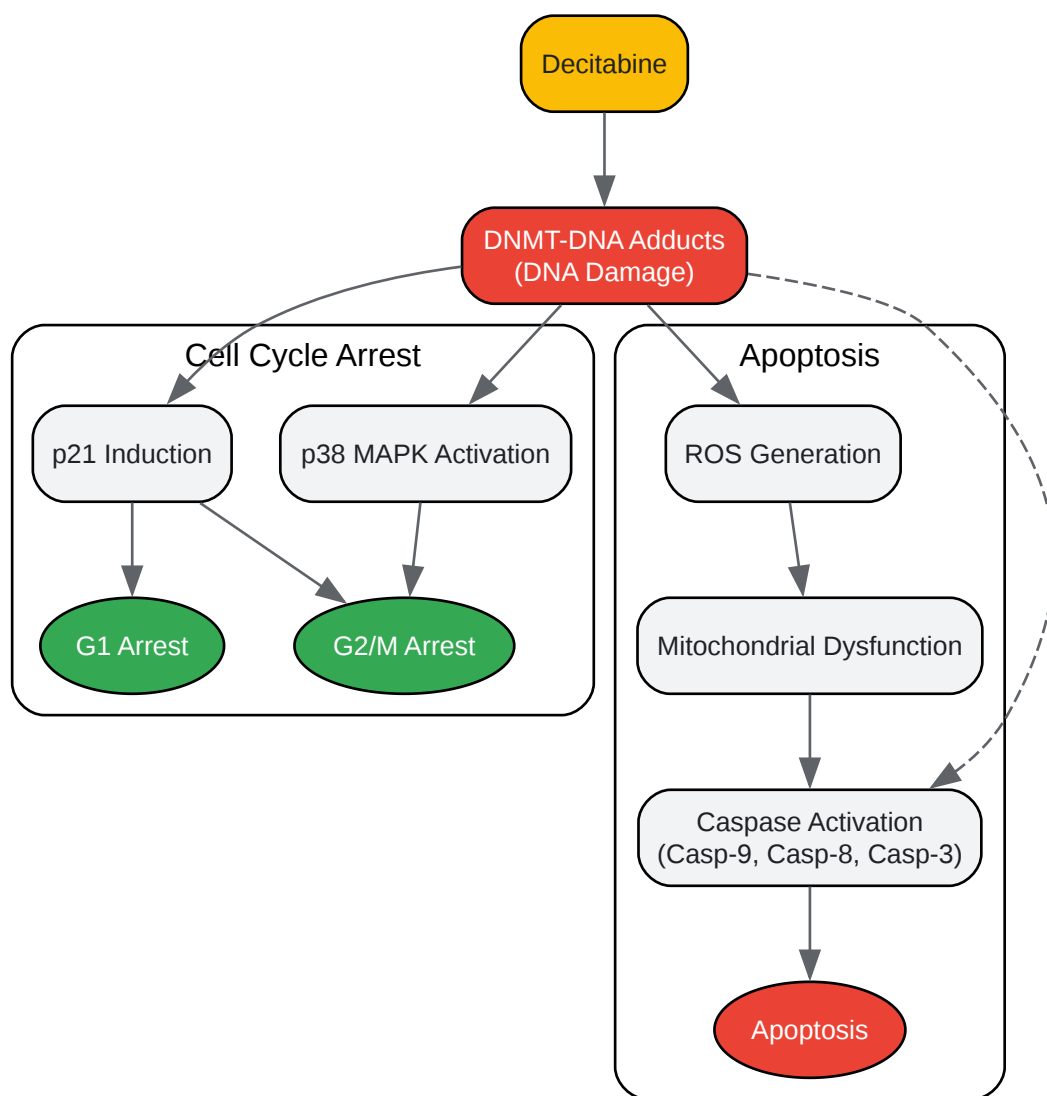 Decitabine
DNMT-DNA Adducts
(DNA Damage)
Cell Cycle Arrest
p21 Induction
p38 MAPK Activation
G1 Arrest
G2/M Arrest
Apoptosis
ROS Generation
Mitochondrial Dysfunction
Caspase Activation
(Casp-9, Casp-8, Casp-3)
Apoptosis